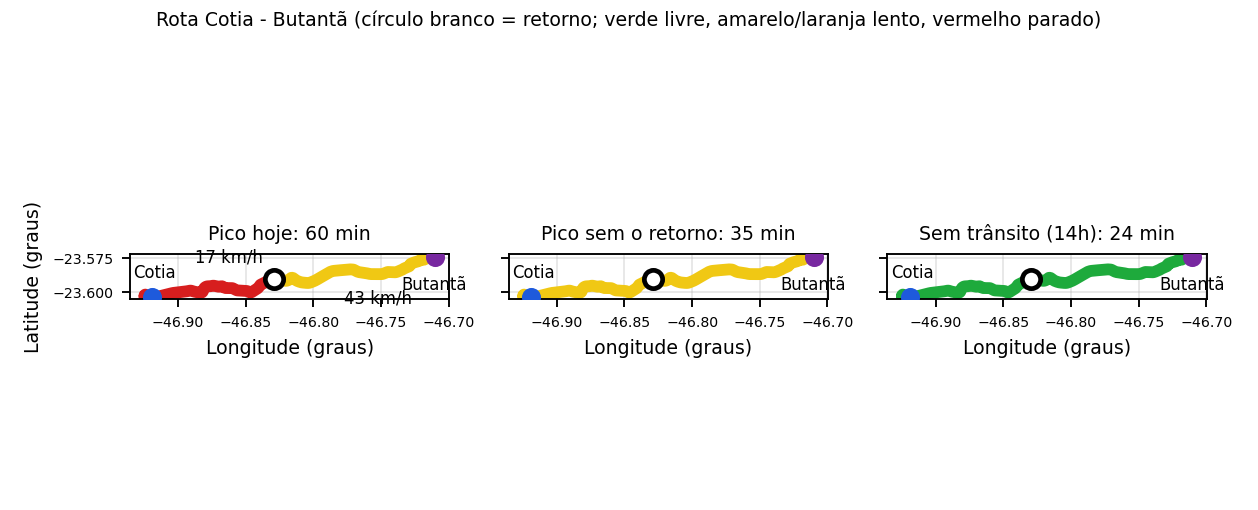 Rota Cotia - Butantã (círculo branco = retorno; verde livre, amarelo/laranja lento, vermelho parado)
Latitude (graus)
Pico hoje: 60 min
17 km/h
−23.575
−23.600
Cotia
Butantã
43 km/h
−46.90
−46.85
−46.80
−46.75
−46.70
Longitude (graus)
Pico sem o retorno: 35 min
Cotia
Butantã
−46.90
−46.85
−46.80
−46.75
−46.70
Longitude (graus)
Sem trânsito (14h): 24 min
Cotia
Butantã
−46.90
−46.85
−46.80
−46.75
−46.70
Longitude (graus)